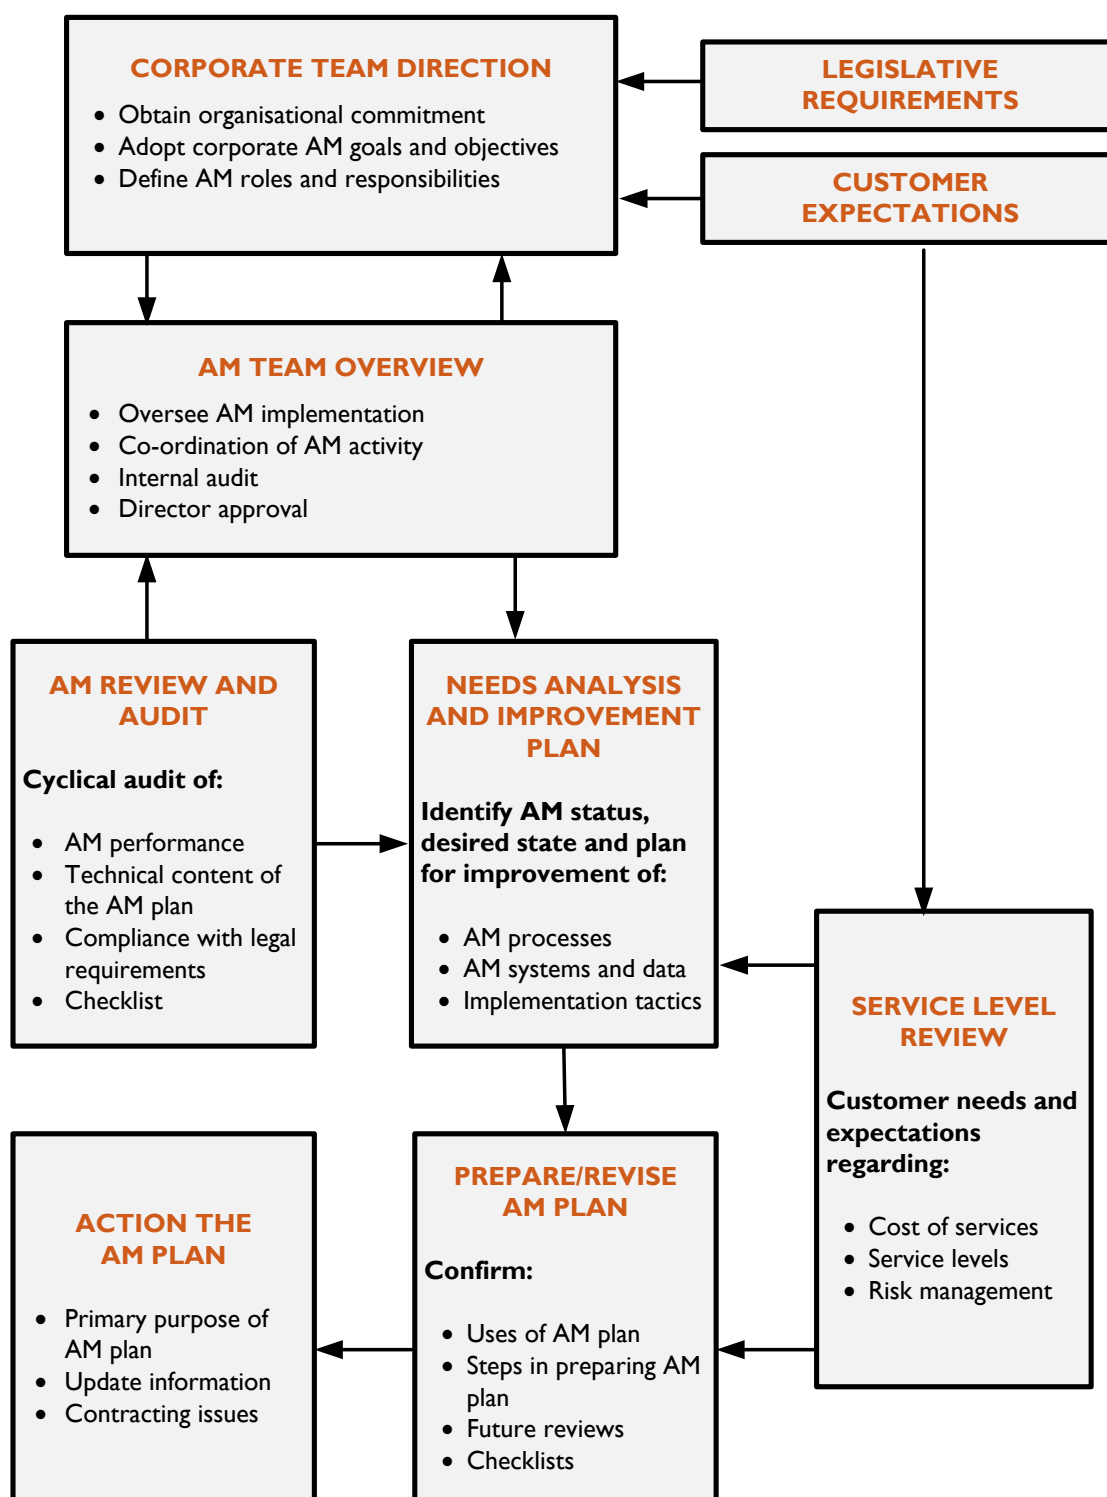 CORPORATE TEAM DIRECTION
• Obtain organisational commitment
• Adopt corporate AM goals and objectives
• Define AM roles and responsibilities
LEGISLATIVE
REQUIREMENTS
CUSTOMER
EXPECTATIONS
AM TEAM OVERVIEW
• Oversee AM implementation
• Co-ordination of AM activity
• Internal audit
• Director approval
AM REVIEW AND
AUDIT
Cyclical audit of:
• AM performance
• Technical content of
the AM plan
• Compliance with legal
requirements
• Checklist
NEEDS ANALYSIS
AND IMPROVEMENT
PLAN
Identify AM status,
desired state and plan
for improvement of:
• AM processes
• AM systems and data
• Implementation tactics
SERVICE LEVEL
REVIEW
Customer needs and
expectations
regarding:
• Cost of services
• Service levels
• Risk management
ACTION THE
AM PLAN
• Primary purpose of
AM plan
• Update information
• Contracting issues
PREPARE/REVISE
AM PLAN
Confirm:
• Uses of AM plan
• Steps in preparing AM
plan
• Future reviews
• Checklists